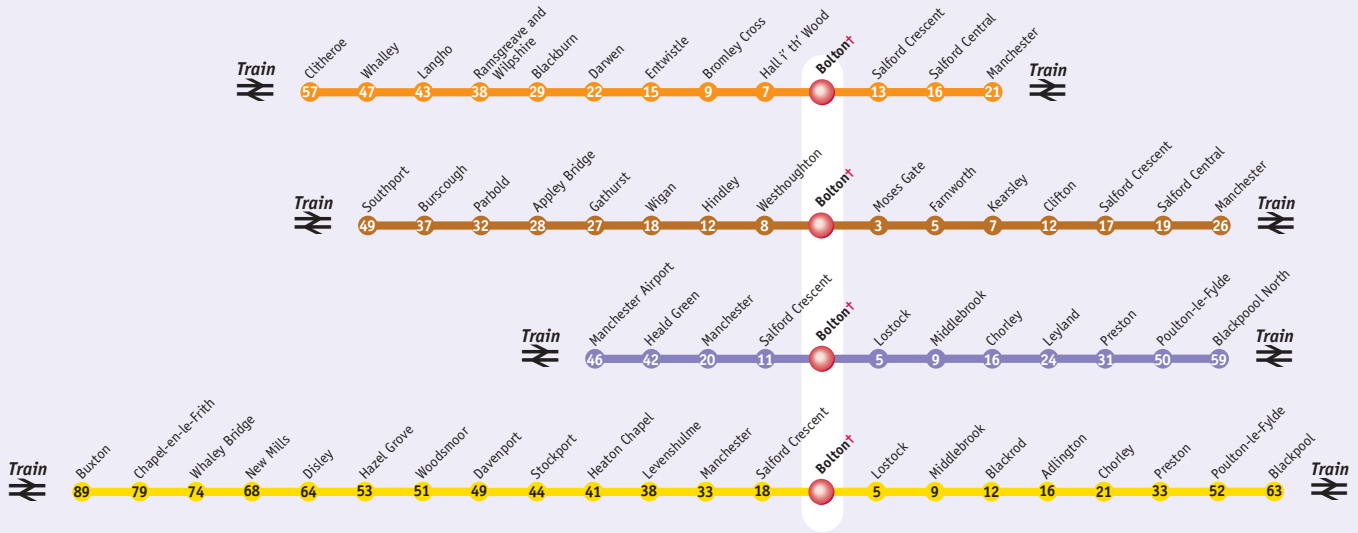 Train
Clitheroe
Whalley
Langho
Ramsgreave and
Wilpshire
Blackburn
Darwen
Entwistle
Bromley Cross
Hall i' th' Wood
Bolton†
Salford Crescent
Salford Central
Manchester
Train
57 47 43 38 29 22 15 9 7 13 16 21
Train
Southport
Burscough
Parbold
Appley Bridge
Gathurst
Wigan
Hindley
Westhoughton
Bolton†
Moses Gate
Farnworth
Kearsley
Clifton
Salford Crescent
Salford Central
Manchester
Train
49 37 32 28 27 18 12 8 3 5 7 12 17 19 26
Train
Manchester Airport
Heald Green
Manchester
Salford Crescent
Bolton†
Lostock
Middlebrook
Chorley
Leyland
Preston
Poulton-le-Fylde
Blackpoool North
Train
46 42 20 11 5 9 16 24 31 50 59
Train
Buxton
Chapel-en-le-Frith
Whaley Bridge
New Mills
Disley
Hazel Grove
Woodsmoor
Davenport
Stockport
Heaton Chapel
Levenshulme
Manchester
Salford Crescent
Bolton†
Lostock
Middlebrook
Blackrod
Adlington
Chorley
Preston
Poulton-le-Fylde
Blackpool
Train
89 79 74 68 64 53 51 49 44 41 38 33 18 5 9 12 16 21 33 52 63